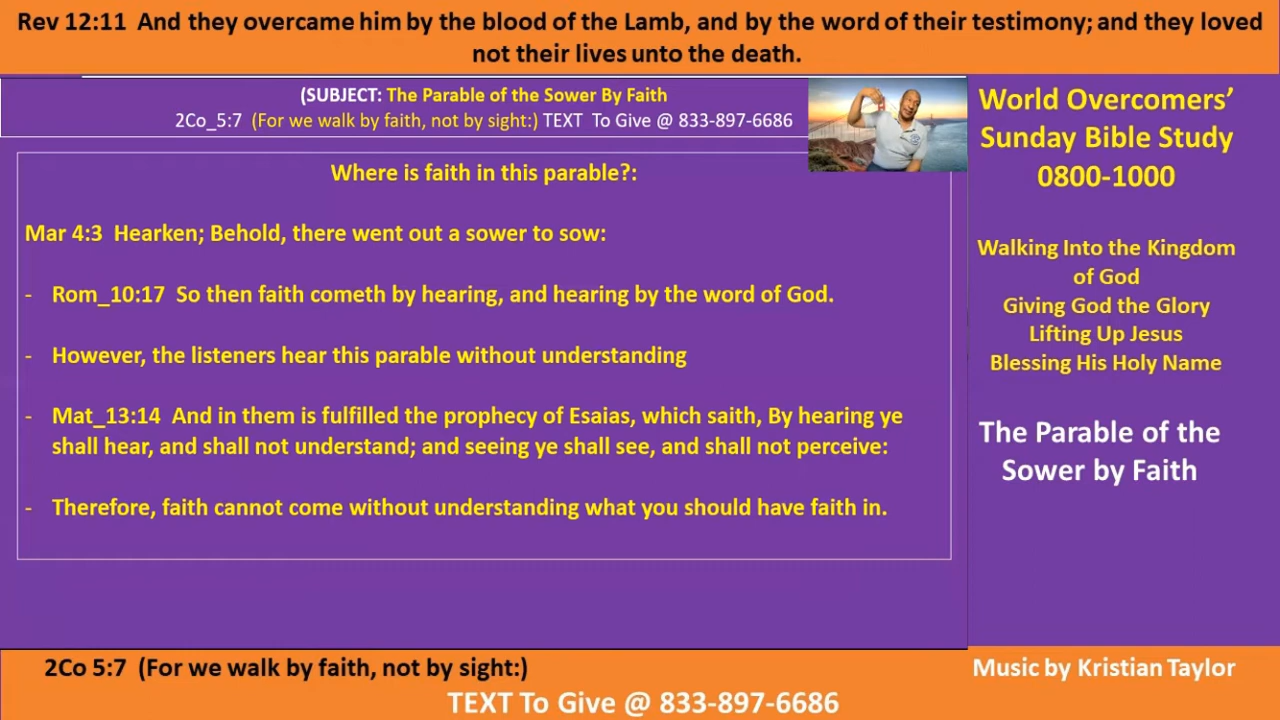 Rev 12:11 And they overcame him by the blood of the Lamb, and by the word of their testimony; and they loved
not their lives unto the death.
(SUBJECT: The Parable of the Sower By Faith
2Co_5:7 (For we walk by faith, not by sight:) TEXT To Give @ 833-897-6686
Where is faith in this parable?:
Mar 4:3 Hearken; Behold, there went out a sower to sow:
- Rom_10:17 So then faith cometh by hearing, and hearing by the word of God.
- However, the listeners hear this parable without understanding
- Mat_13:14 And in them is fulfilled the prophecy of Esaias, which saith, By hearing ye
shall hear, and shall not understand; and seeing ye shall see, and shall not perceive:
- Therefore, faith cannot come without understanding what you should have faith in.
World Overcomers’
Sunday Bible Study
0800-1000
Walking Into the Kingdom
of God
Giving God the Glory
Lifting Up Jesus
Blessing His Holy Name
The Parable of the
Sower by Faith
2Co 5:7 (For we walk by faith, not by sight:)
Music by Kristian Taylor
TEXT To Give @ 833-897-6686